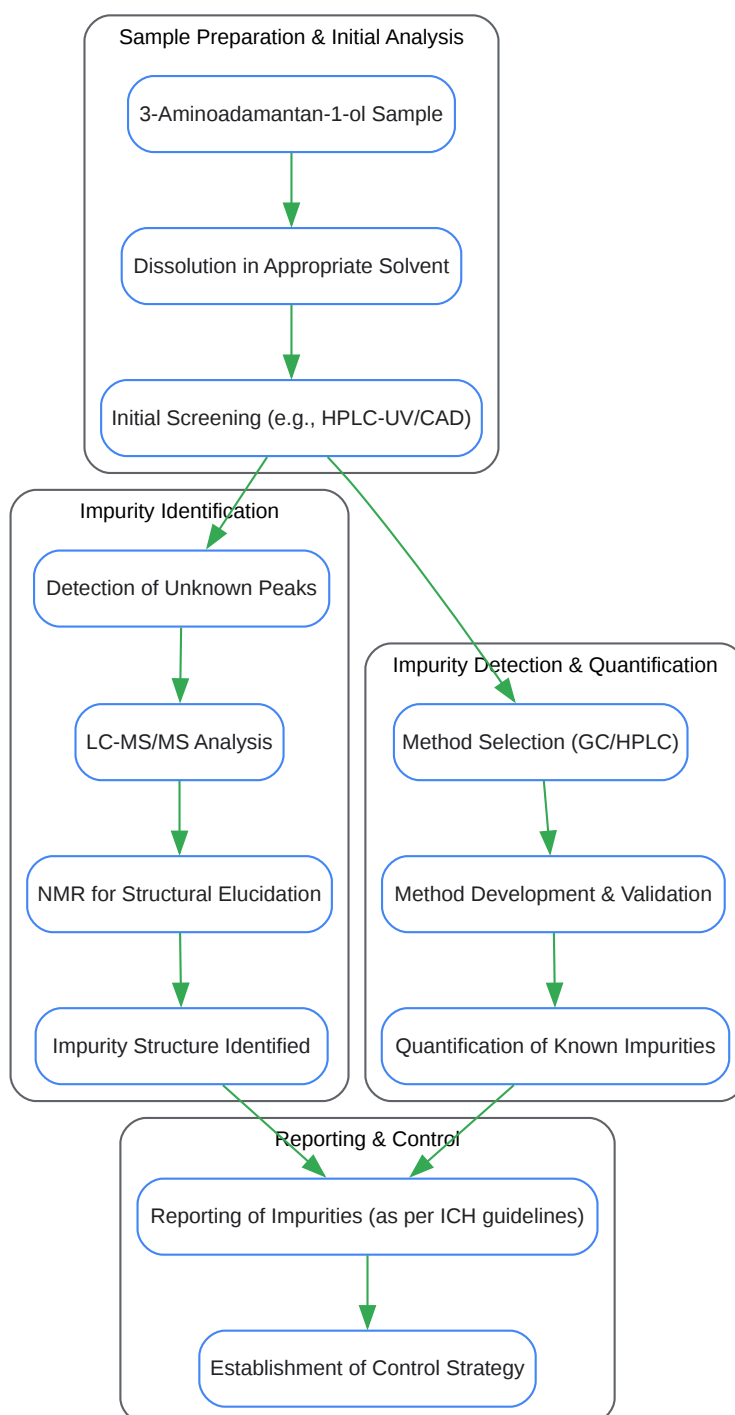 Sample Preparation & Initial Analysis
3-Aminoadamantan-1-ol Sample
Dissolution in Appropriate Solvent
Initial Screening (e.g., HPLC-UV/CAD)
Impurity Identification
Detection of Unknown Peaks
LC-MS/MS Analysis
NMR for Structural Elucidation
Impurity Structure Identified
Impurity Detection & Quantification
Method Selection (GC/HPLC)
Method Development & Validation
Quantification of Known Impurities
Reporting & Control
Reporting of Impurities (as per ICH guidelines)
Establishment of Control Strategy